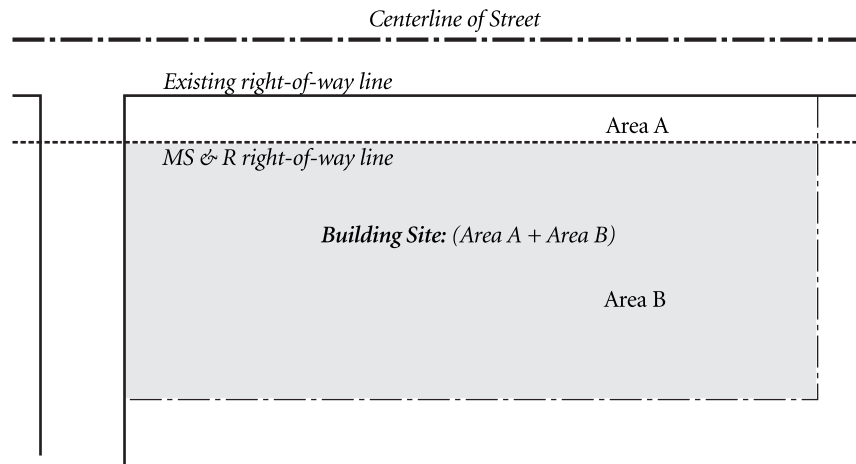 Centerline of Street
Existing right-of-way line
Area A
MS & R right-of-way line
Building Site: (Area A + Area B)
Area B